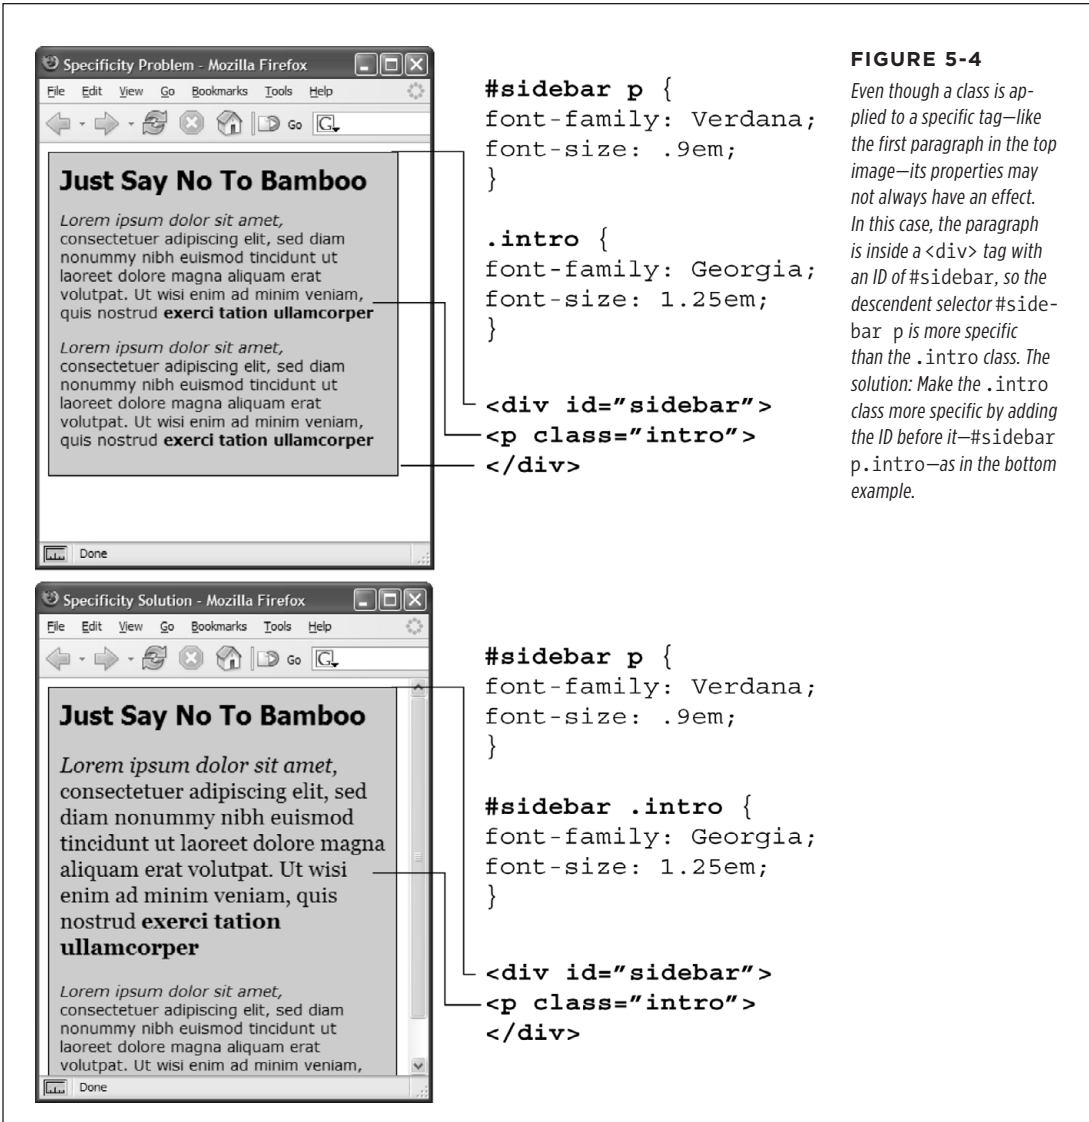 Specificity Problem - Mozilla Firefox
File Edit View Go Bookmarks Tools Help
Go G
Just Say No To Bamboo
Lorem ipsum dolor sit amet,
consectetuer adipiscing elit, sed diam
nonummy nibh euismod tincidunt ut
laoreet dolore magna aliquam erat
volutpat. Ut wisi enim ad minim veniam,
quis nostrud exerci tation ullamcorper
Lorem ipsum dolor sit amet,
consectetuer adipiscing elit, sed diam
nonummy nibh euismod tincidunt ut
laoreet dolore magna aliquam erat
volutpat. Ut wisi enim ad minim veniam,
quis nostrud exerci tation ullamcorper
Done
#sidebar p {
font-family: Verdana;
font-size: .9em;
}
.intro {
font-family: Georgia;
font-size: 1.25em;
}
<div id="sidebar">
<p class="intro">
</div>
FIGURE 5-4
Even though a class is ap-
plied to a specific tag—like
the first paragraph in the top
image—its properties may
not always have an effect.
In this case, the paragraph
is inside a <div> tag with
an ID of #sidebar, so the
descendent selector #side-
bar p is more specific
than the .intro class. The
solution: Make the .intro
class more specific by adding
the ID before it—#sidebar
p.intro—as in the bottom
example.
Specificity Solution - Mozilla Firefox
File Edit View Go Bookmarks Tools Help
Go G
Just Say No To Bamboo
Lorem ipsum dolor sit amet,
consectetuer adipiscing elit, sed
diam nonummy nibh euismod
tincidunt ut laoreet dolore magna
aliquam erat volutpat. Ut wisi
enim ad minim veniam, quis
nostrud exerci tation
ullamcorper
Lorem ipsum dolor sit amet,
consectetuer adipiscing elit, sed diam
nonummy nibh euismod tincidunt ut
laoreet dolore magna aliquam erat
volutpat. Ut wisi enim ad minim veniam,
Done
#sidebar p {
font-family: Verdana;
font-size: .9em;
}
#sidebar .intro {
font-family: Georgia;
font-size: 1.25em;
}
<div id="sidebar">
<p class="intro">
</div>